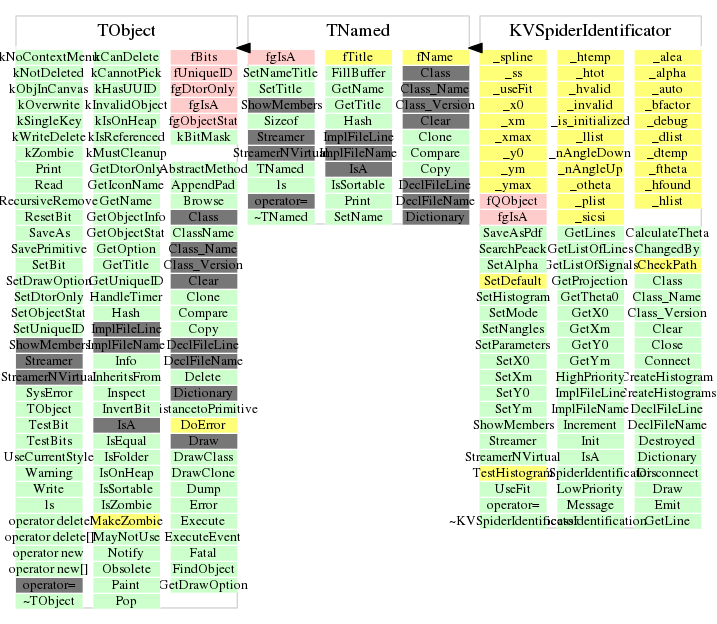 TObject
kNoContextMenu kCanDelete fBits
kNotDeleted kCannotPick fUniqueID
kObjInCanvas kHasUUID fgDtorOnly
kOverwrite kInvalidObject fgIsA
kSingleKey kIsOnHeap fgObjectStat
kWriteDelete kIsReferenced kBitMask
kZombie kMustCleanup
Print GetDtorOnly AbstractMethod
Read GetIconName AppendPad
RecursiveRemove GetName Browse
ResetBit GetObjectInfo Class
SaveAs GetObjectStat ClassName
SavePrimitive GetOption Class_Name
SetBit GetTitle Class_Version
SetDrawOption GetUniqueID Clear
SetDtorOnly HandleTimer Clone
SetObjectStat Hash Compare
SetUniqueID ImplFileLine Copy
ShowMembers ImplFileName DeclFileLine
Streamer Info DeclFileName
StreamerNVirtual InheritsFrom Delete
SysError Inspect Dictionary
TObject InvertBit istancetoPrimitive
TestBit IsA DoError
TestBits IsEqual Draw
UseCurrentStyle IsFolder DrawClass
Warning IsOnHeap DrawClone
Write IsSortable Dump
ls IsZombie Error
operator delete MakeZombie Execute
operator delete[] MayNotUse ExecuteEvent
operator new Notify Fatal
operator new[] Obsolete FindObject
operator= Paint GetDrawOption
~TObject Pop
TNamed
fgIsA fTitle fName
SetNameTitle FillBuffer Class
SetTitle GetName Class_Name
ShowMembers GetTitle Class_Version
Sizeof Hash Clear
Streamer ImplFileLine Clone
StreamerNVirtual ImplFileName Compare
TNamed IsA Copy
ls IsSortable DeclFileLine
operator= Print DeclFileName
~TNamed SetName Dictionary
KVSpiderIdentificator
_spline _htemp _alea
_ss _htot _alpha
_useFit _hvalid _auto
_x0 _invalid _bfactor
_xm _is_initialized _debug
_xmax _llist _dlist
_y0 _nAngleDown _dtemp
_ym _nAngleUp _ftheta
_ymax _otheta _hfound
fQObject _plist _hlist
fgIsA _sicsi
SaveAsPdf GetLines CalculateTheta
SearchPeack GetListOfLines ChangedBy
SetAlpha GetListOfSignals CheckPath
SetDefault GetProjection Class
SetHistogram GetTheta0 Class_Name
SetMode GetX0 Class_Version
SetNangles GetXm Clear
SetParameters GetY0 Close
SetX0 GetYm Connect
SetXm HighPriority CreateHistogram
SetY0 ImplFileLine CreateHistograms
SetYm ImplFileName DeclFileLine
ShowMembers Increment DeclFileName
Streamer Init Destroyed
StreamerNVirtual IsA Dictionary
TestHistogram Disconnect
UseFit LowPriority Draw
operator= Message Emit
~KVSpiderIdentificator GetLine